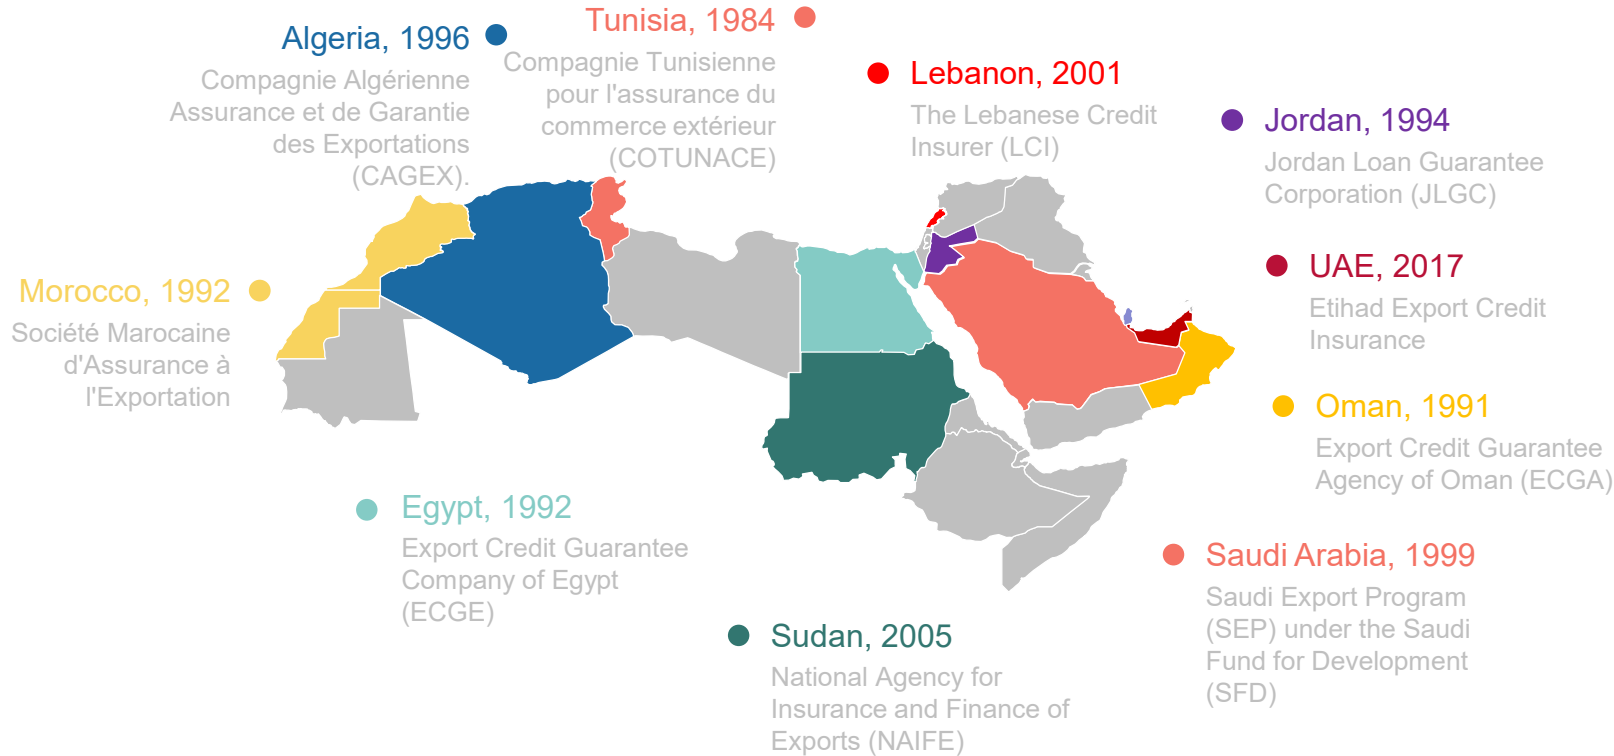 Algeria, 1996
Compagnie Algérienne
Assurance et de Garantie
des Exportations
(CAGEX).
Tunisia, 1984
Compagnie Tunisienne
pour l'assurance du
commerce extérieur
(COTUNACE)
Lebanon, 2001
The Lebanese Credit
Insurer (LCI)
Jordan, 1994
Jordan Loan Guarantee
Corporation (JLGC)
UAE, 2017
Etihad Export Credit
Insurance
Morocco, 1992
Société Marocaine
d'Assurance à
l'Exportation
Oman, 1991
Export Credit Guarantee
Agency of Oman (ECGA)
Egypt, 1992
Export Credit Guarantee
Company of Egypt
(ECGE)
Saudi Arabia, 1999
Saudi Export Program
(SEP) under the Saudi
Fund for Development
(SFD)
Sudan, 2005
National Agency for
Insurance and Finance of
Exports (NAIFE)